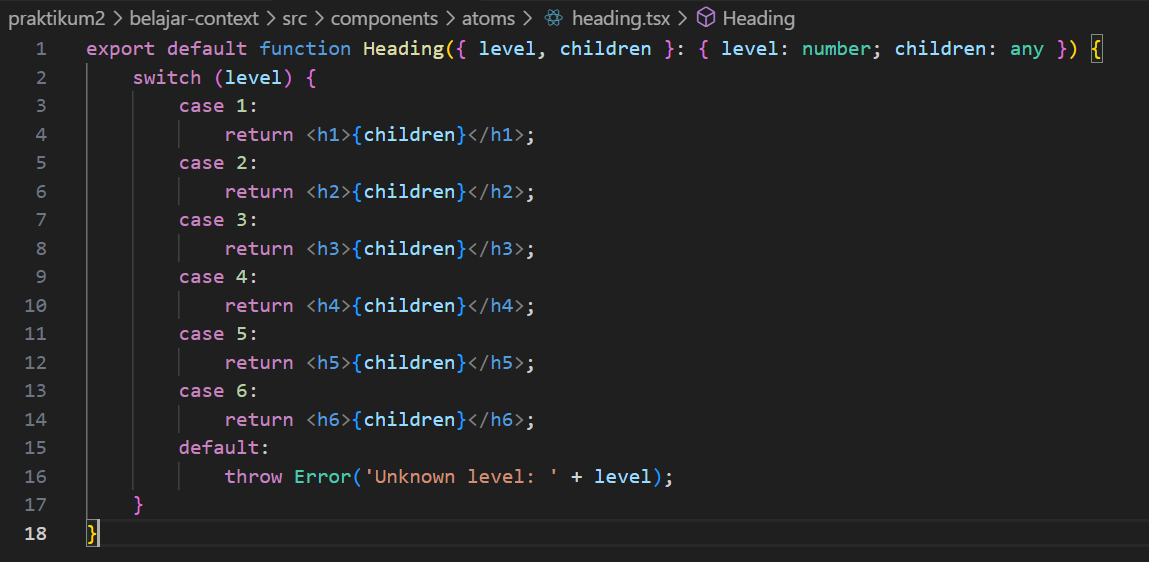 praktikum2 > belajar-context > src > components > atoms > heading.tsx > Heading
1 export default function Heading({ level, children }: { level: number; children: any }) {
2     switch (level) {
3         case 1:
4             return <h1>{children}</h1>;
5         case 2:
6             return <h2>{children}</h2>;
7         case 3:
8             return <h3>{children}</h3>;
9         case 4:
10             return <h4>{children}</h4>;
11         case 5:
12             return <h5>{children}</h5>;
13         case 6:
14             return <h6>{children}</h6>;
15         default:
16             throw Error('Unknown level: ' + level);
17     }
18 }